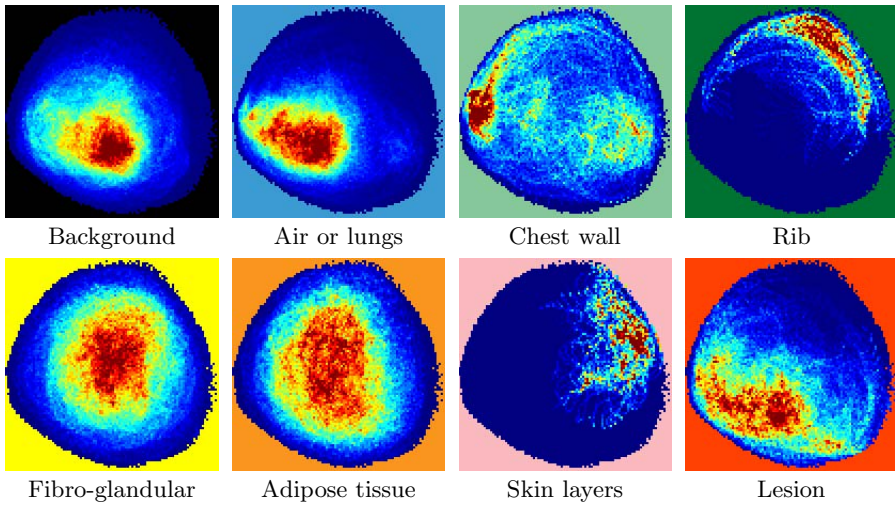 Background Air or lungs Chest wall Rib
Fibro-glandular Adipose tissue Skin layers Lesion